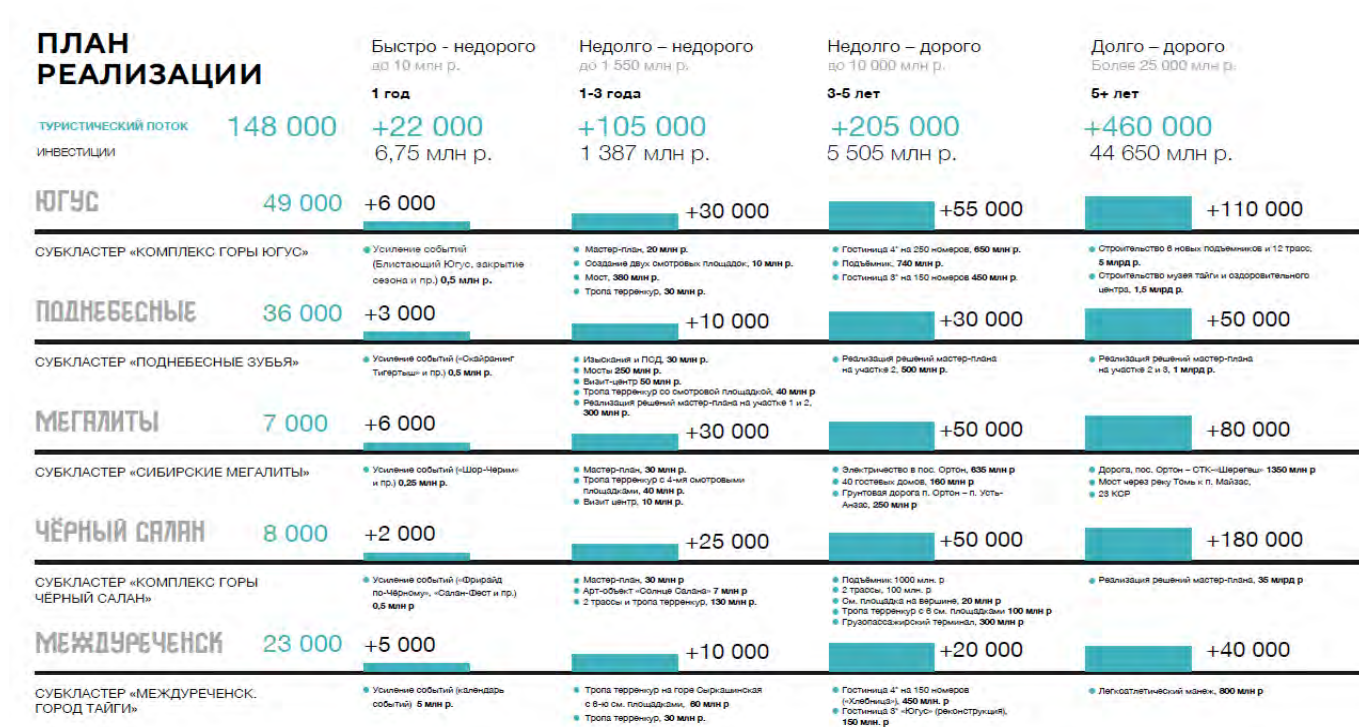 ПЛАН
РЕАЛИЗАЦИИ
Быстро - недорого
до 10 млн р.
1 год
Недолго – недорого
до 1 550 млн р.
1-3 года
Недолго – дорого
до 10 000 млн р.
3-5 лет
Долго – дорого
Более 25 000 млн р.
5+ лет
ТУРИСТИЧЕСКИЙ ПОТОК 148 000 +22 000 +105 000 +205 000 +460 000
ИНВЕСТИЦИИ 6,75 млн р. 1 387 млн р. 5 505 млн р. 44 650 млн р.
ЮГУС 49 000 +6 000 +30 000 +55 000 +110 000
СУБКЛАСТЕР «КОМПЛЕКС ГОРЫ ЮГУС»
Усиление событий
(Блистающий Югус, закрытие
сезона и пр.) 0,5 млн р.
Мастер-план, 20 млн р.
Создание двух смотровых площадок, 10 млн р.
Мост, 380 млн р.
Тропа терренкур, 30 млн р.
Гостиница 4* на 250 номеров, 650 млн р.
Подъёмник, 740 млн р.
Гостиница 3* на 150 номеров 450 млн р.
Строительство 6 новых подъемников и 12 трасс,
5 млрд р.
Строительство музея тайги и оздоровительного
центра, 1,5 млрд р.
ПОДНЕБЕСНЫЕ 36 000 +3 000 +10 000 +30 000 +50 000
СУБКЛАСТЕР «ПОДНЕБЕСНЫЕ ЗУБЬЯ»
Усиление событий («Скайранинг
Тигертыш» и пр.) 0,5 млн р.
Изыскания и ПСД, 30 млн р.
Мосты 250 млн р.
Визит-центр 50 млн р.
Тропа терренкур со смотровой площадкой, 40 млн р
Реализация решений мастер-плана на участке 1 и 2,
300 млн р.
Реализация решений мастер-плана
на участке 2, 500 млн р.
Реализация решений мастер-плана
на участке 2 и 3, 1 млрд р.
МЕГАЛИТЫ 7 000 +6 000 +30 000 +50 000 +80 000
СУБКЛАСТЕР «СИБИРСКИЕ МЕГАЛИТЫ»
Усиление событий («Шор-Черим»
и пр.) 0,25 млн р.
Мастер-план, 30 млн р.
Тропа терренкур с 4-мя смотровыми
площадками, 40 млн р.
Визит центр, 10 млн р.
Электричество в пос. Ортон, 635 млн р
40 гостевых домов, 160 млн р
Грунтовая дорога п. Ортон – п. Усть-
Анзас, 250 млн р
Дорога, пос. Ортон – СТК-«Шерегеш» 1350 млн р
Мост через реку Томь к п. Майзас,
23 КСР
ЧЁРНЫЙ САЛАН 8 000 +2 000 +25 000 +50 000 +180 000
СУБКЛАСТЕР «КОМПЛЕКС ГОРЫ
ЧЁРНЫЙ САЛАН»
Усиление событий («Фрирайд
по-Чёрному», «Салан-Фест и пр.)
0,5 млн р
Мастер-план, 30 млн р
Арт-объект «Солнце Салана» 7 млн р
2 трассы и тропа терренкур, 130 млн р.
Подъёмник 1000 млн. р
2 трассы, 100 млн. р
См. площадка на вершине, 20 млн р
Тропа терренкур с 6 см. площадками 100 млн р
Грузопассажирский терминал, 300 млн р
Реализация решений мастер-плана, 35 млрд р
МЕЖДУРЕЧЕНСК 23 000 +5 000 +10 000 +20 000 +40 000
СУБКЛАСТЕР «МЕЖДУРЕЧЕНСК.
ГОРОД ТАЙГИ»
Усиление событий (календарь
событий) 5 млн р.
Тропа терренкур на горе Сыркашинская
с 6-ю см. площадками, 60 млн р
Тропа терренкур, 30 млн р.
Гостиница 4* на 150 номеров
(«Хлебница»), 450 млн. р
Гостиница 3* «Югус» (реконструкция),
150 млн. р
Легкоатлетический манеж, 800 млн р